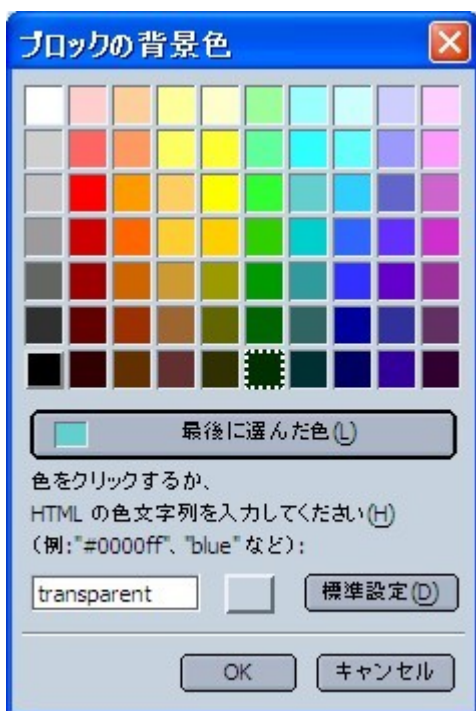 ブロックの背景色
最後に選んだ色(L)
色をクリックするか、
HTML の色文字列を入力してください(H)
(例:"#0000ff"、"blue" など):
transparent
標準設定(D)
OK
キャンセル